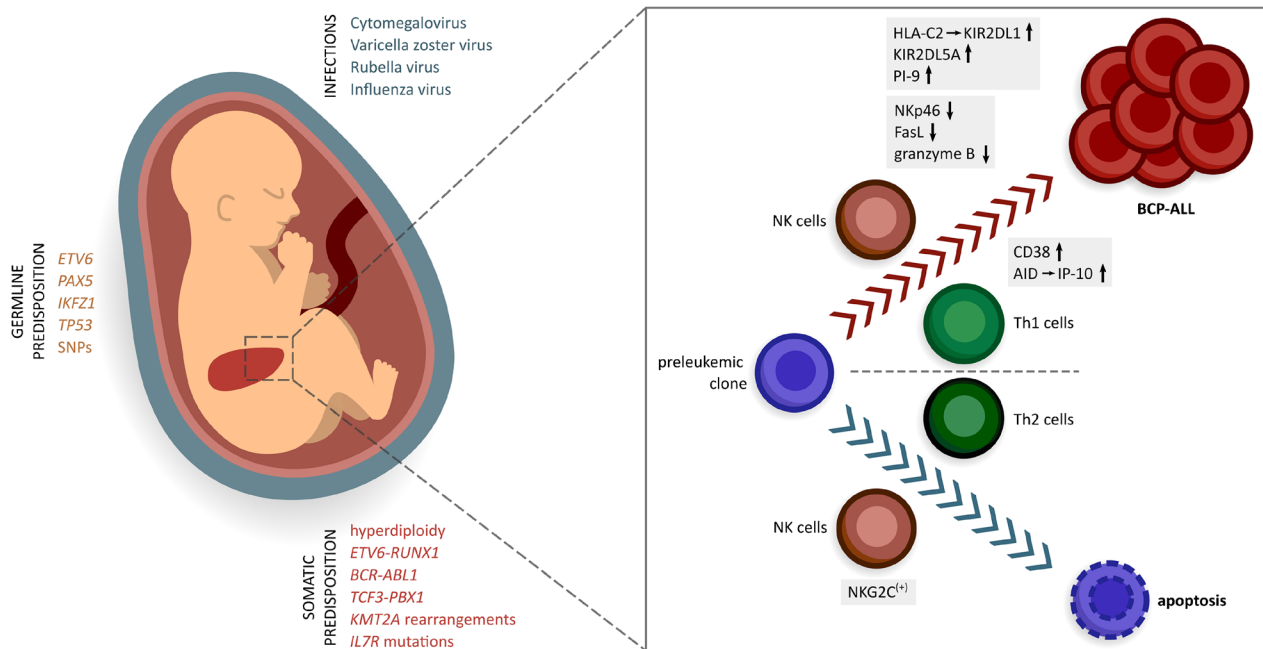 INFECTIONS
Cytomegalovirus
Varicella zoster virus
Rubella virus
Influenza virus
GERMLINE
PREDISPOSITION
ETV6
PAX5
IKFZ1
TP53
SNPs
SOMATIC
PREDISPOSITION
hyperdiploidy
ETV6-RUNX1
BCR-ABL1
TCF3-PBX1
KMT2A rearrangements
IL7R mutations
HLA-C2→KIR2DL1↑
KIR2DL5A↑
PI-9↑
NKp46↓
FasL↓
granzyme B↓
NK cells
BCP-ALL
CD38↑
AID→IP-10↑
Th1 cells
preleukemic
clone
Th2 cells
NK cells
NKG2C(+)
apoptosis